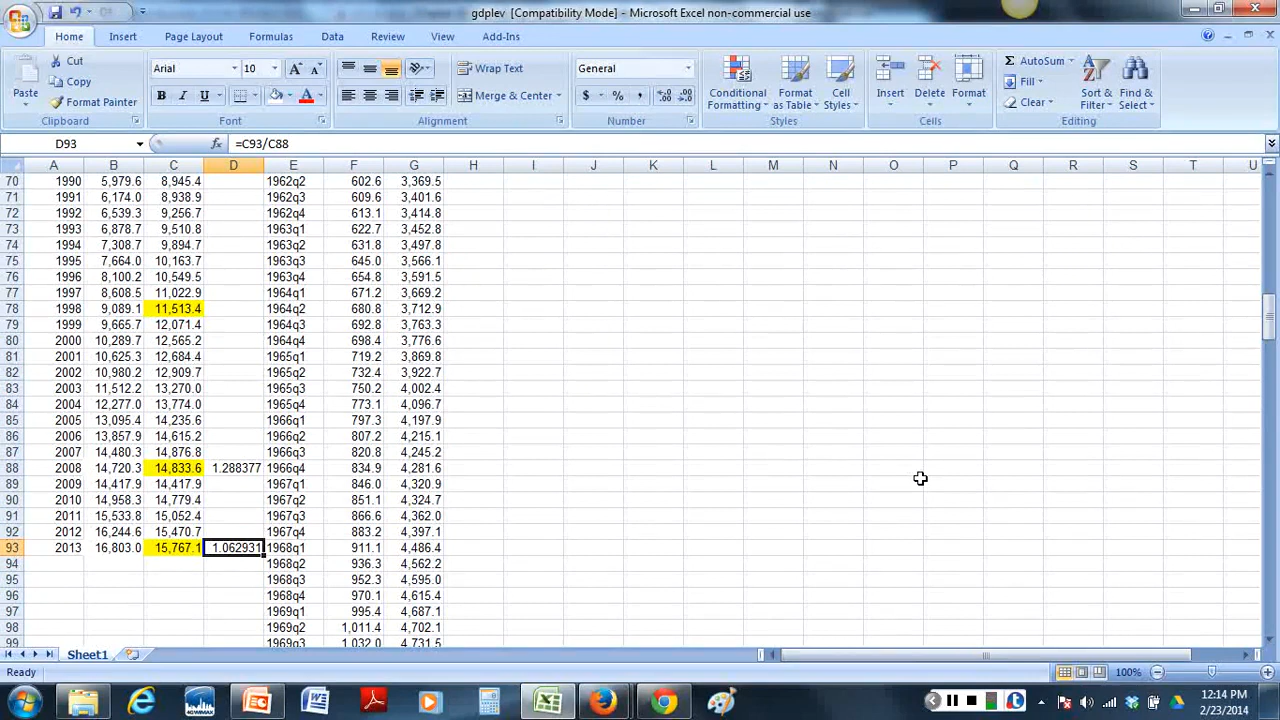 gdplev [Compatibility Mode] - Microsoft Excel non-commercial use
Home Insert Page Layout Formulas Data Review View Add-Ins
Paste
Cut
Copy
Format Painter
Clipboard
Arial 10
A A
B I U A
Font
Wrap Text
Merge & Center
Alignment
General
$ % ,
Number
Conditional Formatting
Format as Table
Cell Styles
Styles
Insert Delete Format
Cells
Σ AutoSum
Fill
Clear
Sort & Filter
Find & Select
Editing
D93 fx =C93/C88
A B C D E F G H I J K L M N O P Q R S T U
70 1990 5,979.6 8,945.4 1962q2 602.6 3,369.5
71 1991 6,174.0 8,938.9 1962q3 609.6 3,401.6
72 1992 6,539.3 9,256.7 1962q4 613.1 3,414.8
73 1993 6,878.7 9,510.8 1963q1 622.7 3,452.8
74 1994 7,308.7 9,894.7 1963q2 631.8 3,497.8
75 1995 7,664.0 10,163.7 1963q3 645.0 3,566.1
76 1996 8,100.2 10,549.5 1963q4 654.8 3,591.5
77 1997 8,608.5 11,022.9 1964q1 671.2 3,669.2
78 1998 9,089.1 11,513.4 1964q2 680.8 3,712.9
79 1999 9,665.7 12,071.4 1964q3 692.8 3,763.3
80 2000 10,289.7 12,565.2 1964q4 698.4 3,776.6
81 2001 10,625.3 12,684.4 1965q1 719.2 3,869.8
82 2002 10,980.2 12,909.7 1965q2 732.4 3,922.7
83 2003 11,512.2 13,270.0 1965q3 750.2 4,002.4
84 2004 12,277.0 13,774.0 1965q4 773.1 4,096.7
85 2005 13,095.4 14,235.6 1966q1 797.3 4,197.9
86 2006 13,857.9 14,615.2 1966q2 807.2 4,215.1
87 2007 14,480.3 14,876.8 1966q3 820.8 4,245.2
88 2008 14,720.3 14,833.6 1.288377 1966q4 834.9 4,281.6
89 2009 14,417.9 14,417.9 1967q1 846.0 4,320.9
90 2010 14,958.3 14,779.4 1967q2 851.1 4,324.7
91 2011 15,533.8 15,052.4 1967q3 866.6 4,362.0
92 2012 16,244.6 15,470.7 1967q4 883.2 4,397.1
93 2013 16,803.0 15,767.1 1.062931 1968q1 911.1 4,486.4
94 1968q2 936.3 4,562.2
95 1968q3 952.3 4,595.0
96 1968q4 970.1 4,615.4
97 1969q1 995.4 4,687.1
98 1969q2 1,011.4 4,702.1
99 1969q3 1,032.0 4,731.5
Sheet1
Ready 100%
4GWIMAX
12:14 PM
2/23/2014